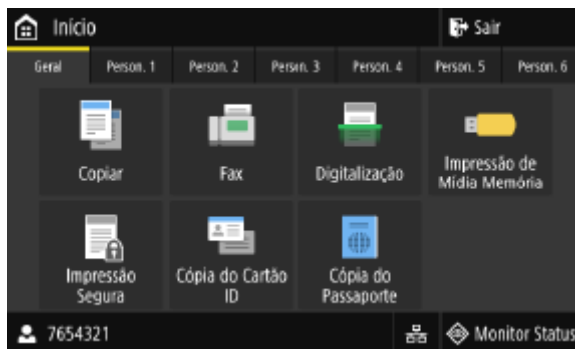 Início
Sair
Geral Person. 1 Person. 2 Person. 3 Person. 4 Person. 5 Person. 6
Copiar
Fax
Digitalização
Impressão de
Mídia Memória
Impressão
Segura
Cópia do Cartão
ID
Cópia do
Passaporte
7654321
Monitor Status